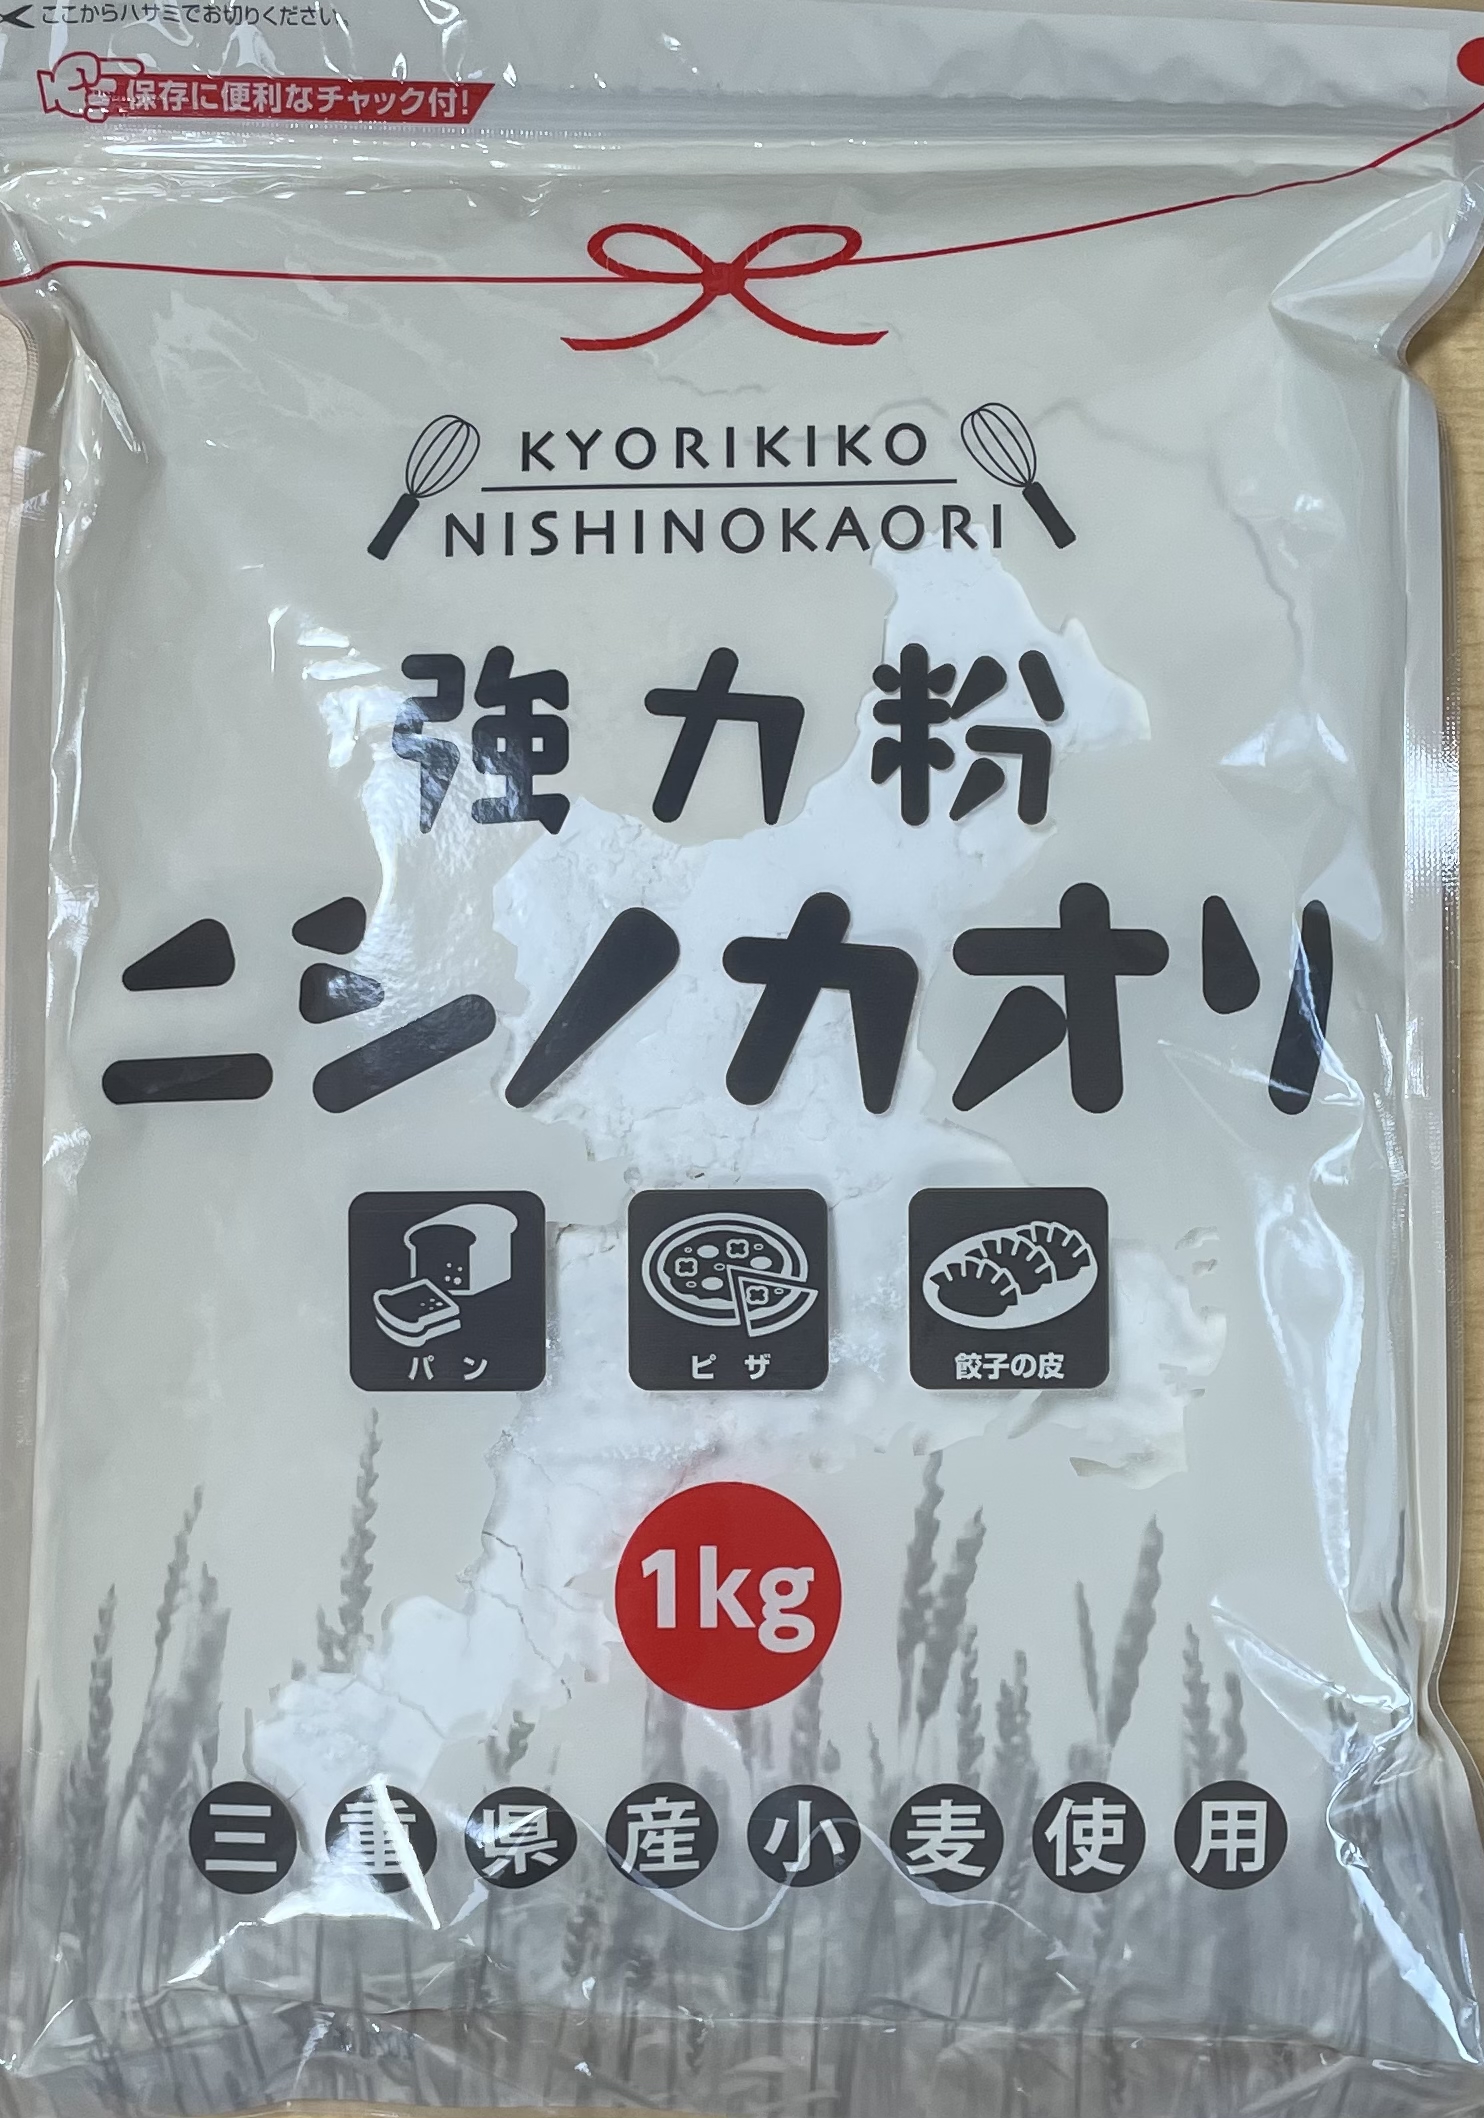 ここからハサミでお切りください。
保存に便利なチャック付!
KYORIKIKO
NISHINOKAORI
強力粉
ニシノカオリ
パン ピザ 餃子の皮
1kg
三重県産小麦使用